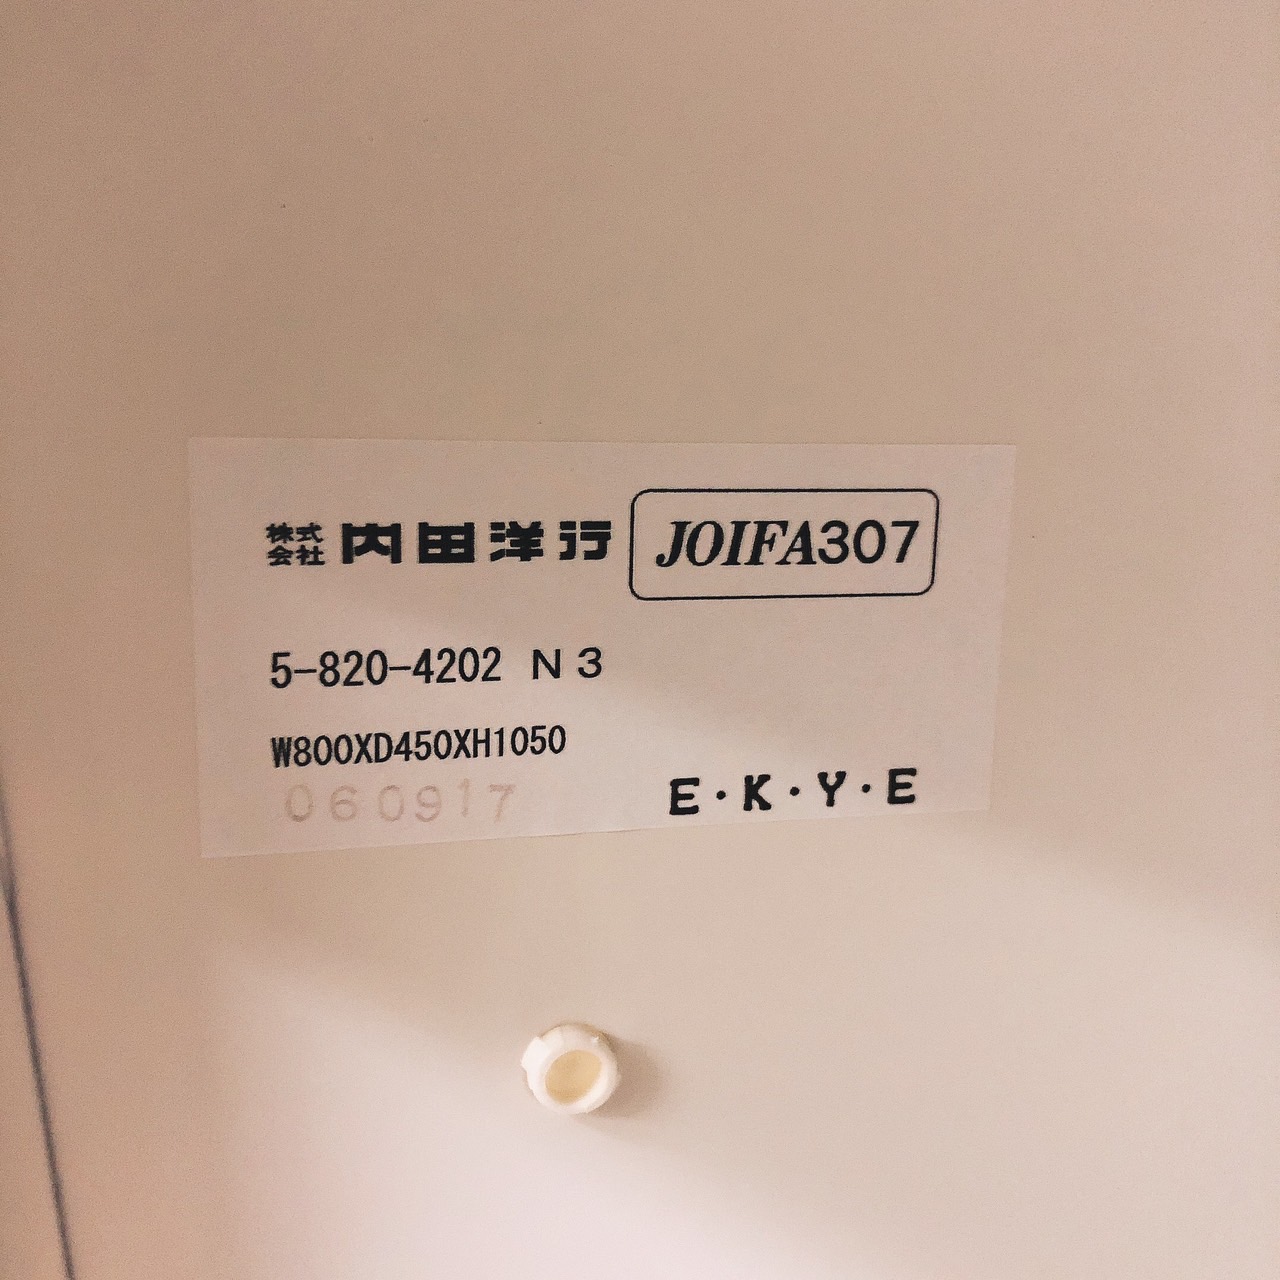 株式会社 内田洋行 JOIFA307
5-820-4202 N3
W800XD450XH1050
060917 E・K・Y・E